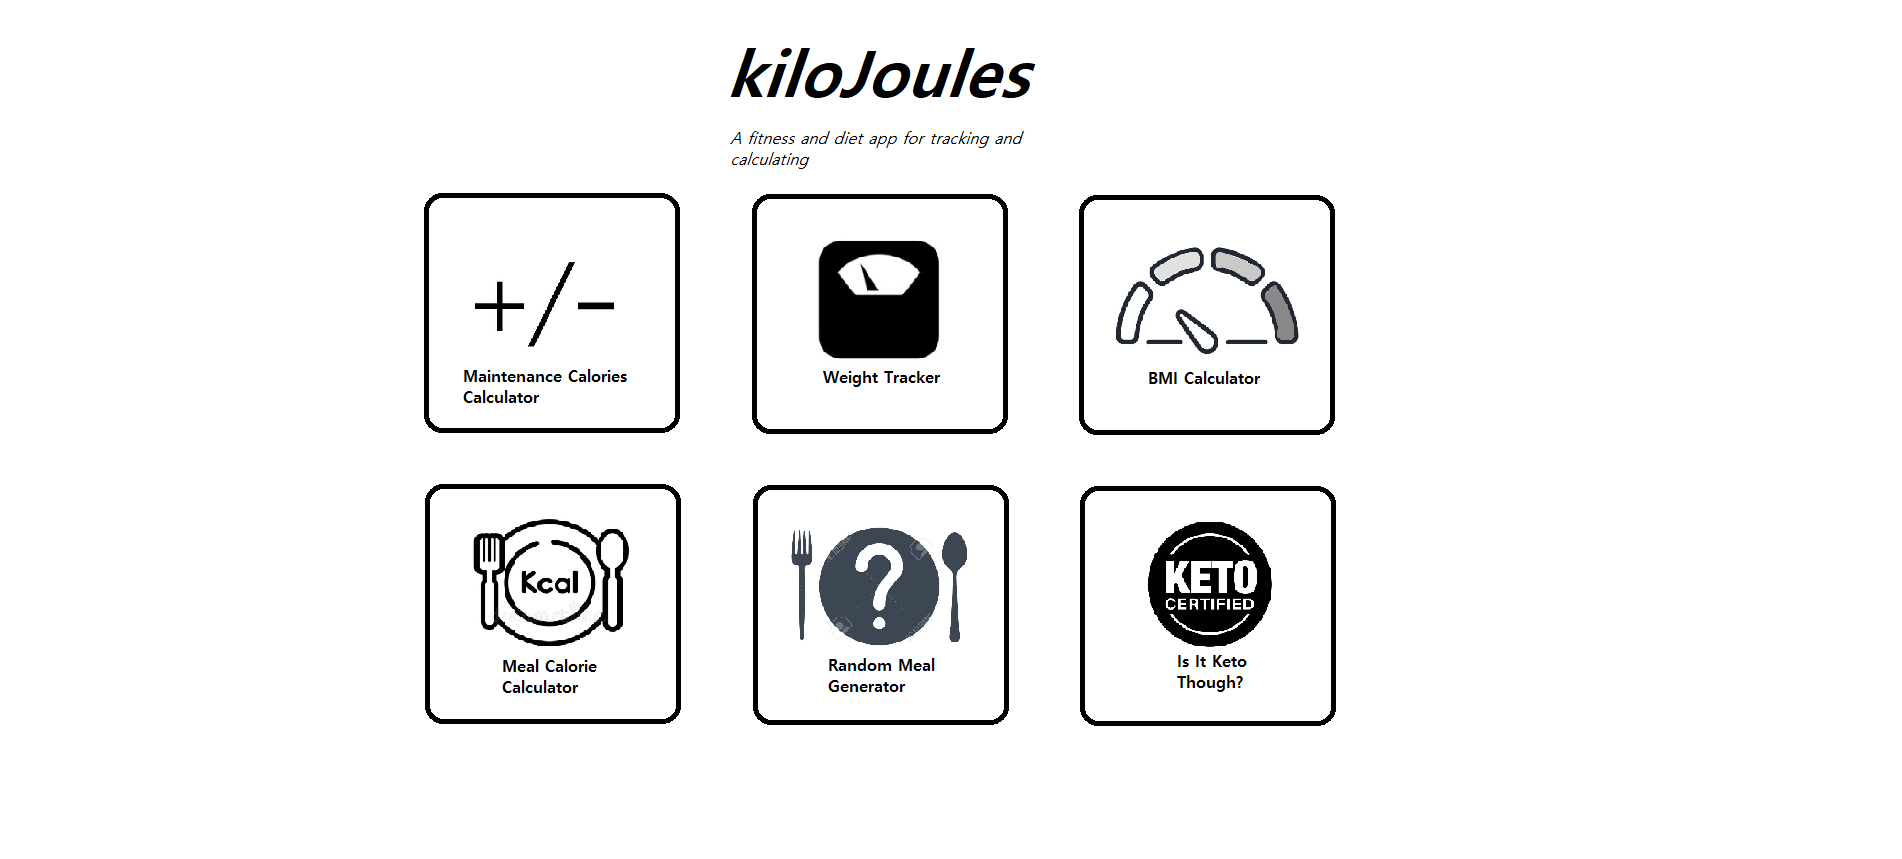 kiloJoules
A fitness and diet app for tracking and
calculating
+/-
Maintenance Calories
Calculator
Weight Tracker
BMI Calculator
Kcal
Meal Calorie
Calculator
?
Random Meal
Generator
KETO
CERTIFIED
Is It Keto
Though?